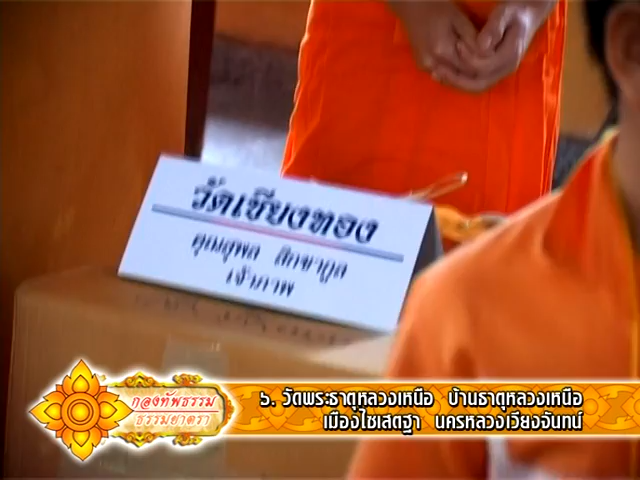 วัดเชียงทอง
คุณสุพล สิกขากูล
เจ้าภาพ
กองทัพธรรม
ธรรมยาตรา
๖. วัดพระธาตุหลวงเหนือ บ้านธาตุหลวงเหนือ
เมืองไชเสดฐา นครหลวงเวียงจันทน์